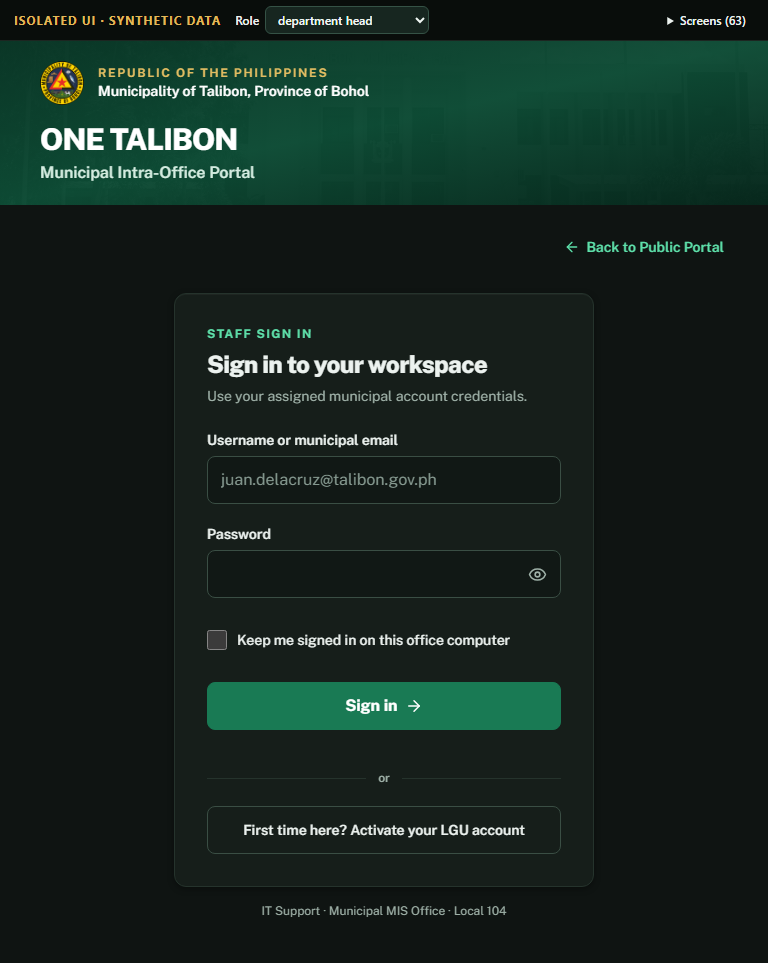 ISOLATED UI · SYNTHETIC DATA Role department head Screens (63)
REPUBLIC OF THE PHILIPPINES
Municipality of Talibon, Province of Bohol
ONE TALIBON
Municipal Intra-Office Portal
← Back to Public Portal
STAFF SIGN IN
Sign in to your workspace
Use your assigned municipal account credentials.
Username or municipal email
juan.delacruz@talibon.gov.ph
Password
Keep me signed in on this office computer
Sign in →
or
First time here? Activate your LGU account
IT Support · Municipal MIS Office · Local 104